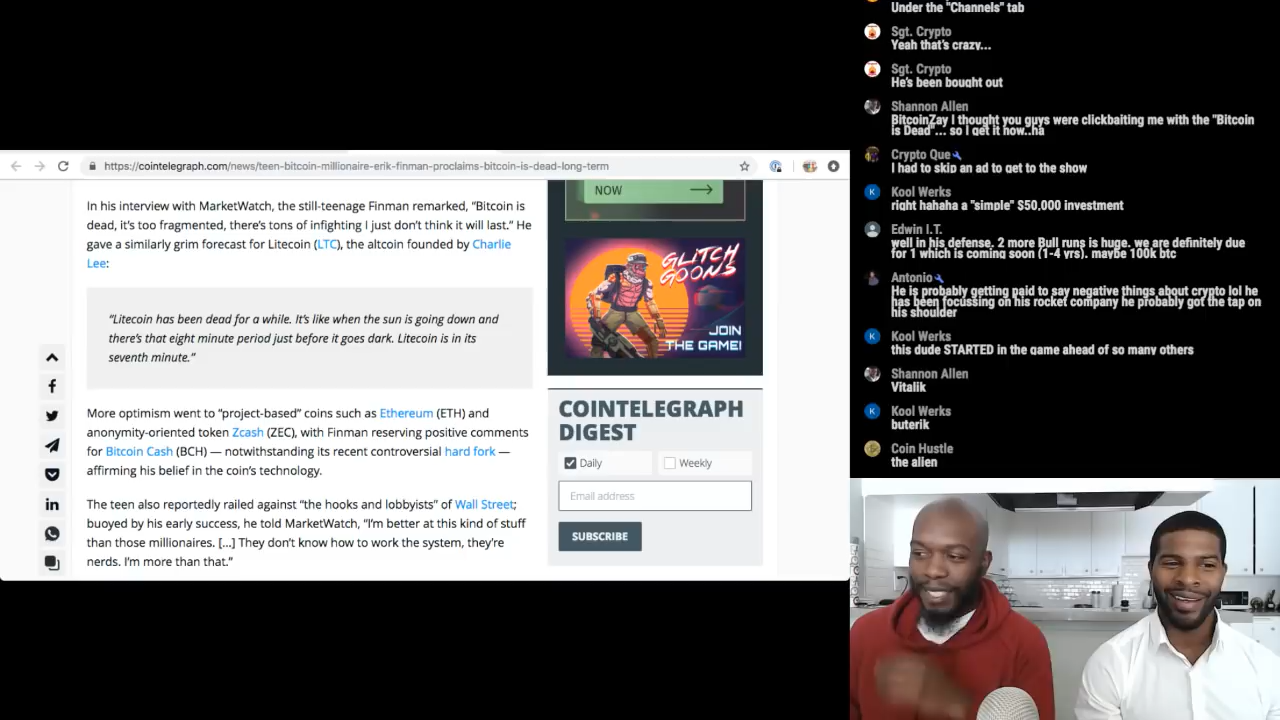 https://cointelegraph.com/news/teen-bitcoin-millionaire-erik-finman-proclaims-bitcoin-is-dead-long-term
In his interview with MarketWatch, the still-teenage Finman remarked, "Bitcoin is
dead, it's too fragmented, there's tons of infighting I just don't think it will last." He
gave a similarly grim forecast for Litecoin (LTC), the altcoin founded by Charlie
Lee:
"Litecoin has been dead for a while. It's like when the sun is going down and
there's that eight minute period just before it goes dark. Litecoin is in its
seventh minute."
More optimism went to "project-based" coins such as Ethereum (ETH) and
anonymity-oriented token Zcash (ZEC), with Finman reserving positive comments
for Bitcoin Cash (BCH) — notwithstanding its recent controversial hard fork —
affirming his belief in the coin's technology.
The teen also reportedly railed against "the hooks and lobbyists" of Wall Street;
buoyed by his early success, he told MarketWatch, "I'm better at this kind of stuff
than those millionaires. [...] They don't know how to work the system, they're
nerds. I'm more than that."
NOW
GLITCH
GOONS
JOIN
THE GAME!
COINTELEGRAPH
DIGEST
Daily
Weekly
Email address
SUBSCRIBE
Under the "Channels" tab
Sgt. Crypto
Yeah that's crazy...
Sgt. Crypto
He's been bought out
Shannon Allen
BitcoinZay I thought you guys were clickbaiting me with the "Bitcoin
is Dead"... so I get it now..ha
Crypto Que
I had to skip an ad to get to the show
K
Kool Werks
right hahaha a "simple" $50,000 investment
Edwin I.T.
well in his defense. 2 more Bull runs is huge. we are definitely due
for 1 which is coming soon (1-4 yrs). maybe 100k btc
Antonio
He is probably getting paid to say negative things about crypto lol he
has been focussing on his rocket company he probably got the tap on
his shoulder
K
Kool Werks
this dude STARTED in the game ahead of so many others
Shannon Allen
Vitalik
K
Kool Werks
buterik
Coin Hustle
the alien